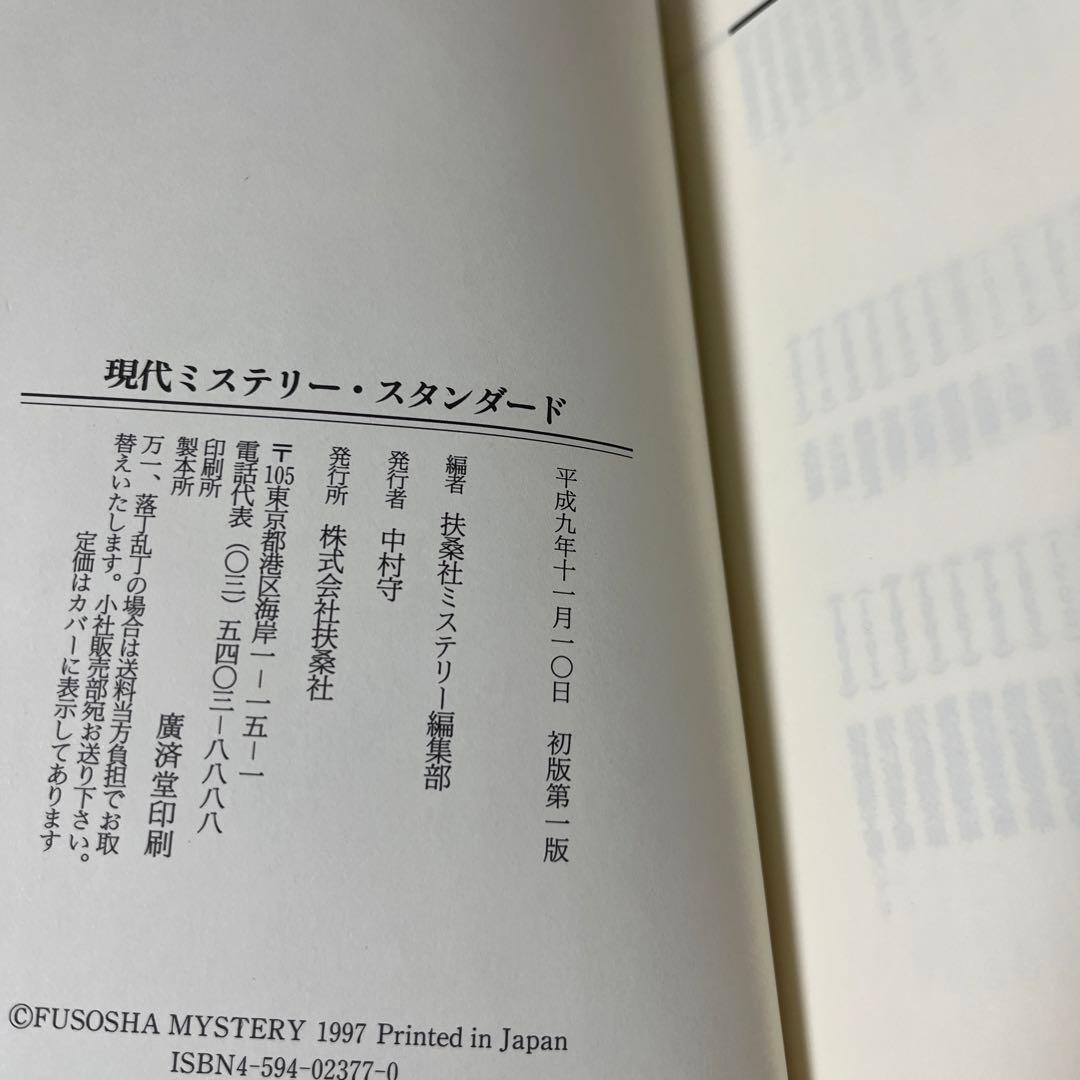 現代ミステリー・スタンダード
平成九年十一月一〇日 初版第一版
編者 扶桑社ミステリー編集部
発行者 中村守
発行所 株式会社扶桑社
〒105東京都港区海岸一ー一五ー一
電話代表(〇三)五四〇三ー八八八八
印刷所
製本所 廣済堂印刷
万一、落丁乱丁の場合は送料当方負担でお取
替えいたします。小社販売部宛お送り下さい。
定価はカバーに表示してあります
©FUSOSHA MYSTERY 1997 Printed in Japan
ISBN4-594-02377-0